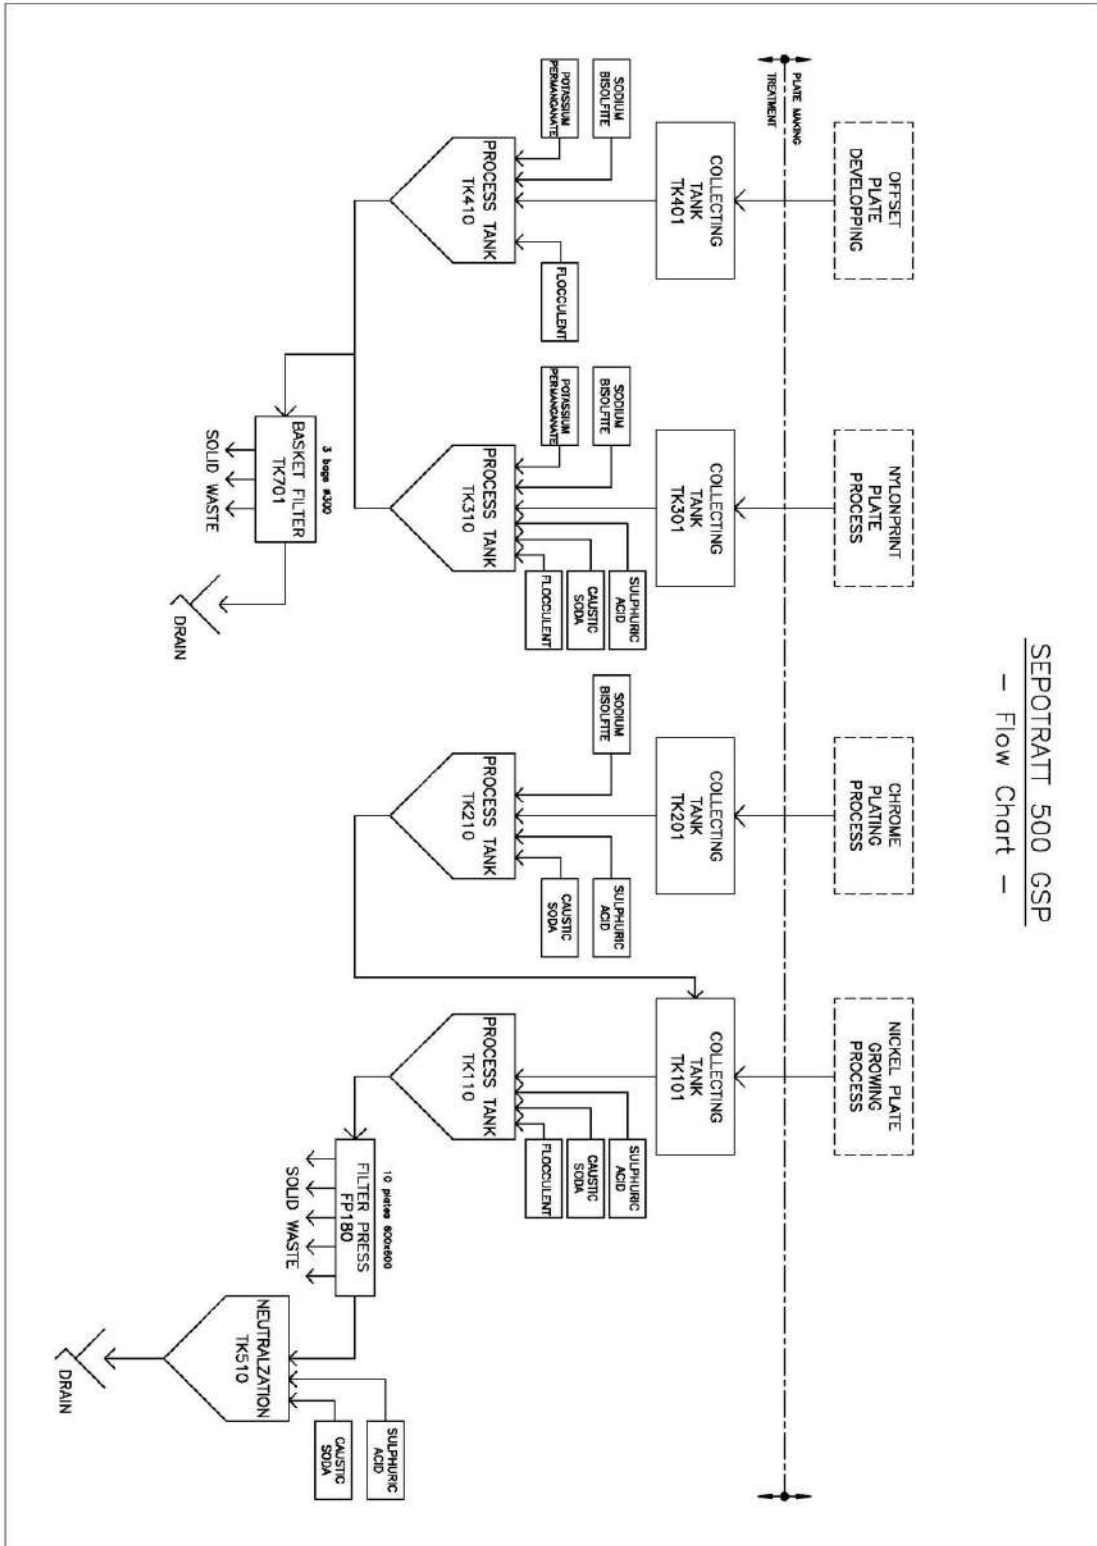 SEPOTRATT 500 GSP
- Flow Chart -
OFFSET
PLATE
DEVELOPPING
NYLONPRINT
PLATE
PROCESS
CHROME
PLATING
PROCESS
NICKEL PLATE
GROWING
PROCESS
PLATE MAKING
TREATMENT
COLLECTING
TANK
TK401
COLLECTING
TANK
TK301
COLLECTING
TANK
TK201
COLLECTING
TANK
TK101
SODIUM
BISOLFITE
POTASSIUM
PERMANGANATE
FLOCCULENT
SODIUM
BISOLFITE
POTASSIUM
PERMANGANATE
SULPHURIC
ACID
CAUSTIC
SODA
FLOCCULENT
SODIUM
BISOLFITE
SULPHURIC
ACID
CAUSTIC
SODA
SULPHURIC
ACID
CAUSTIC
SODA
FLOCCULENT
PROCESS TANK
TK410
PROCESS TANK
TK310
PROCESS TANK
TK210
PROCESS TANK
TK110
3 bags #300
BASKET FILTER
TK701
SOLID WASTE
DRAIN
10 plates 600x600
FILTER PRESS
FP180
SOLID WASTE
SULPHURIC
ACID
CAUSTIC
SODA
NEUTRALZATION
TK510
DRAIN